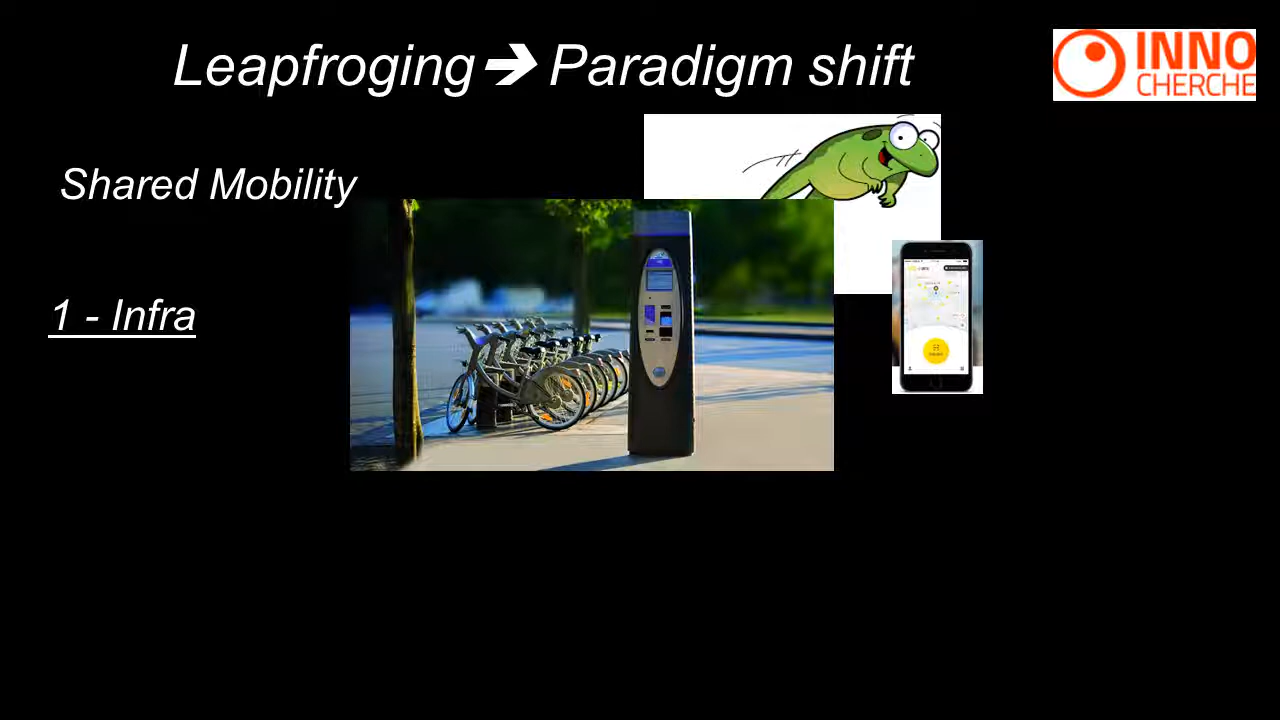 Leapfroging➔ Paradigm shift
INNO
CHERCHE
Shared Mobility
1 - Infra